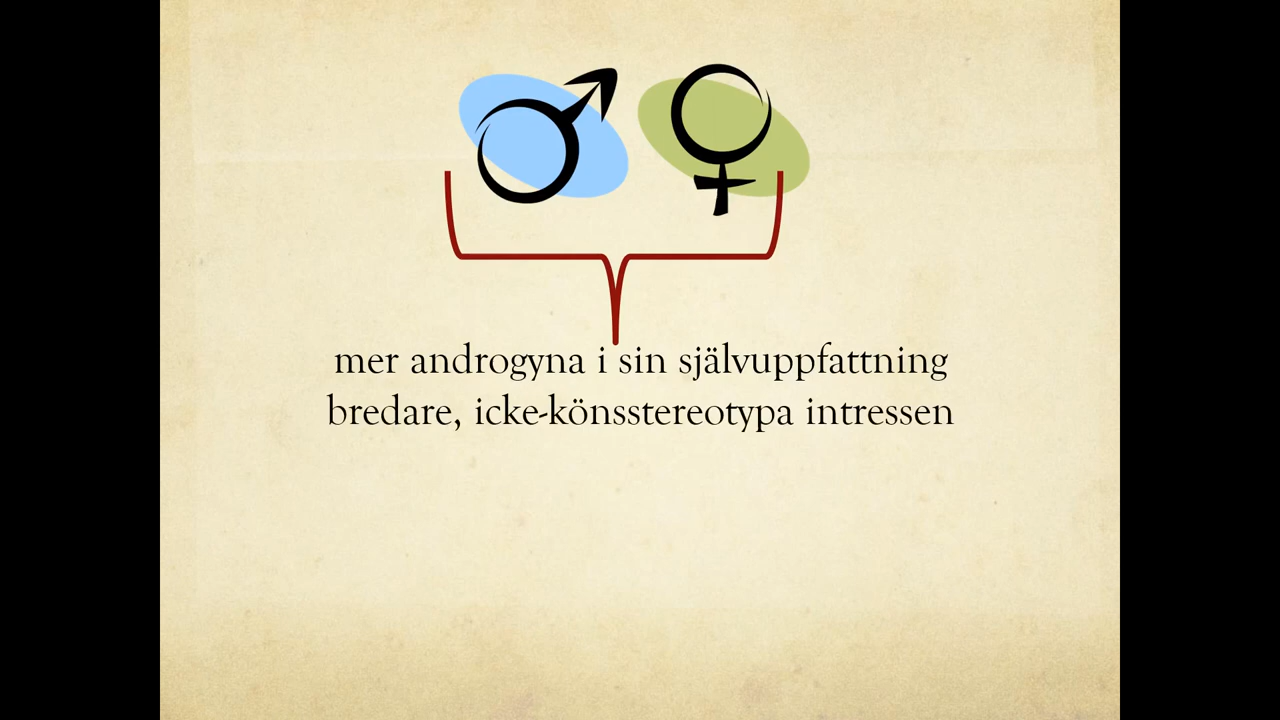 mer androgyna i sin självuppfattning
bredare, icke-könsstereotypa intressen